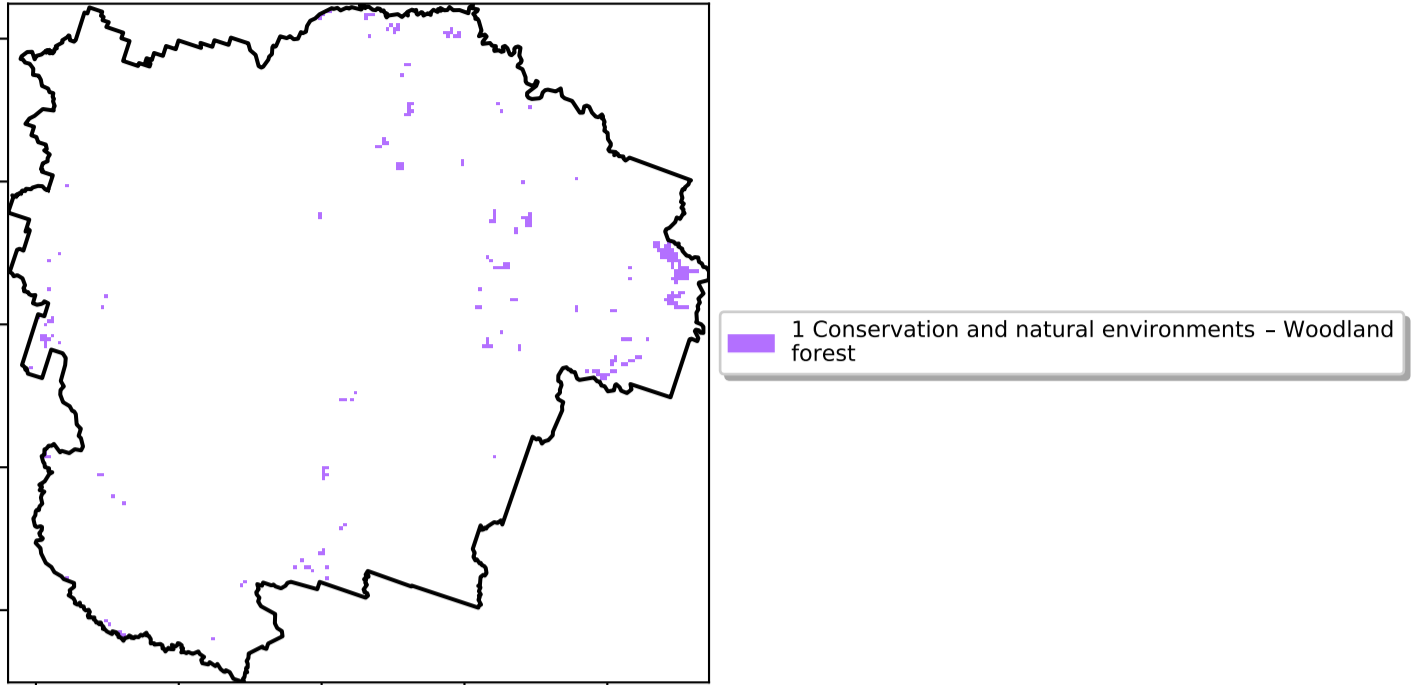 1 Conservation and natural environments – Woodland
forest